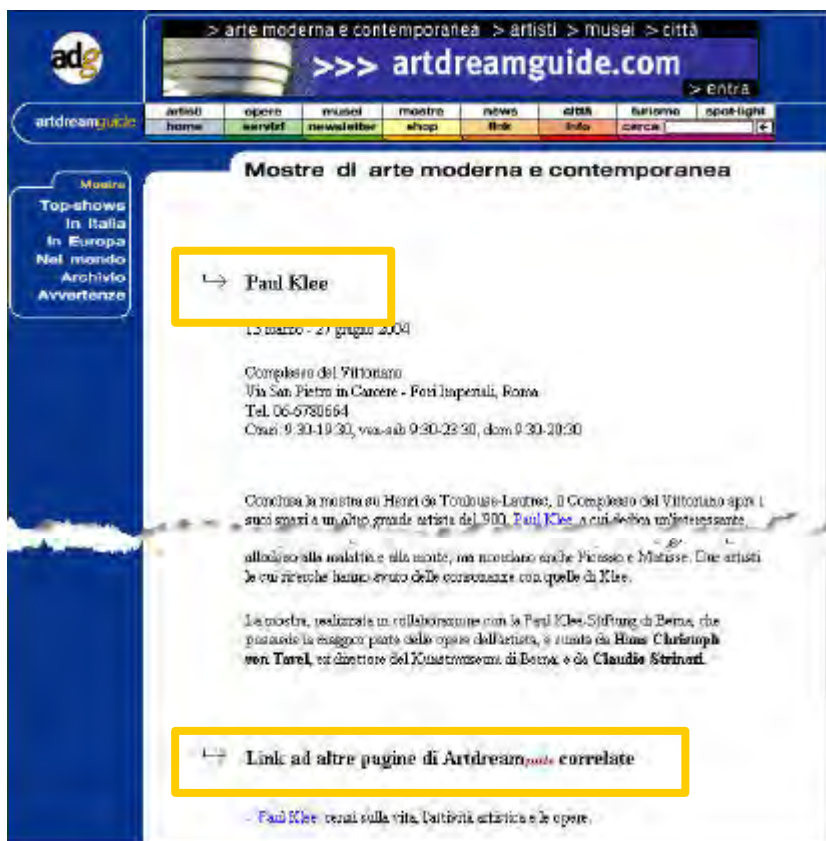 adg
> arte moderna e contemporanea > artisti > musei > città
>>> artdreamguide.com
> entra
artdreamguide
artisti opere musei mostre news città turismo spot-light
home servizi newsletter shop link info cerca
Mostre di arte moderna e contemporanea
Mostre
Top-shows
In Italia
In Europa
Nel mondo
Archivio
Avvertenze
Paul Klee
13 marzo - 27 giugno 2004
Complesso del Vittoriano
Via San Pietro in Carcere - Fori Imperiali, Roma
Tel. 06-6780664
Orari: 9.30-19.30, ven-sab 9.30-23.30, dom 9.30-20.30
Conclusa la mostra su Henri de Toulouse-Lautrec, il Complesso del Vittoriano apre i
suoi spazi a un altro grande artista del '900, Paul Klee, a cui dedica un'interessante
alludono alla malattia e alla morte, ma ricordano anche Picasso e Matisse. Due artisti
le cui ricerche hanno avuto delle consonanze con quelle di Klee.
La mostra, realizzata in collaborazione con la Paul Klee-Stiftung di Berna, che
possiede la maggior parte delle opere dell'artista, è curata da Hans Christoph
von Tavel, ex direttore del Kunstmuseum di Berna, e da Claudio Strinati.
Link ad altre pagine di Artdreamguide correlate
- Paul Klee: cenni sulla vita, l'attività artistica e le opere.